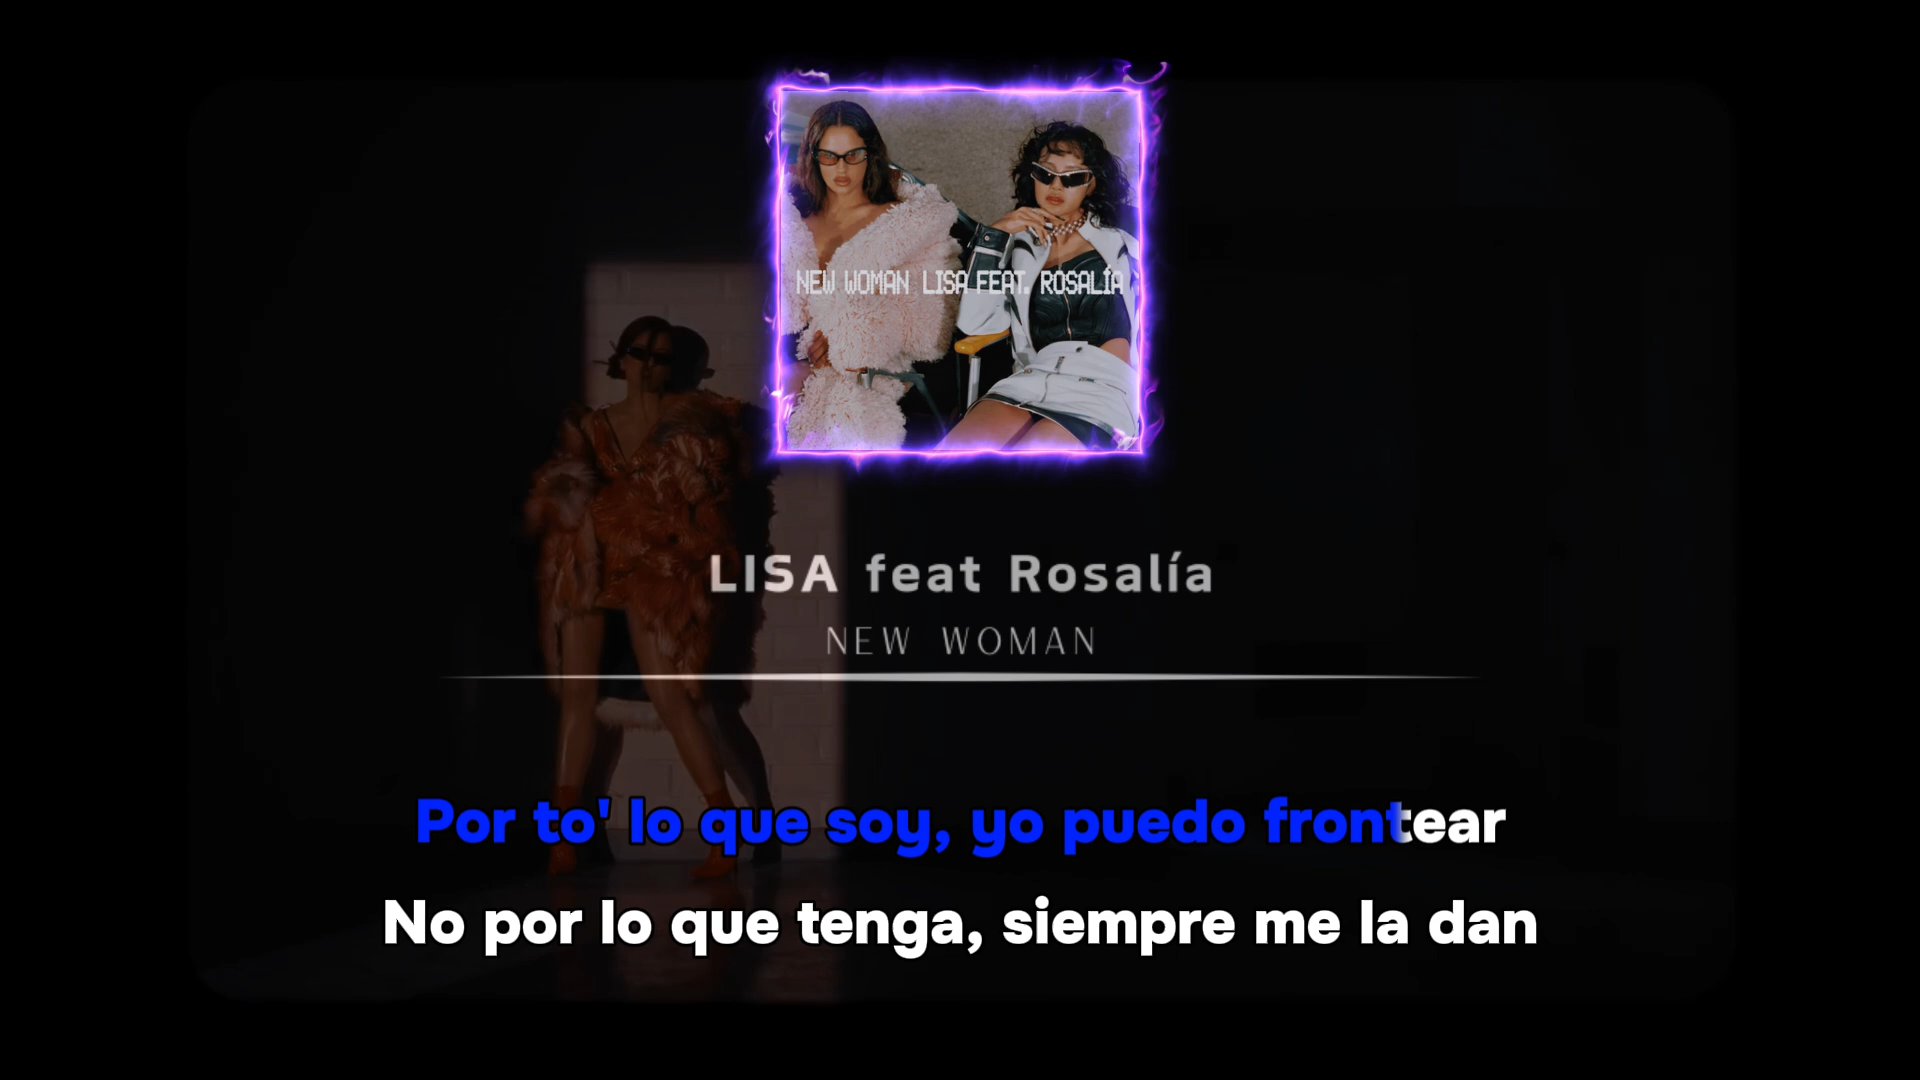 NEW WOMAN LISA FEAT. ROSALÍA
LISA feat Rosalía
NEW WOMAN
Por to' lo que soy, yo puedo frontear
No por lo que tenga, siempre me la dan